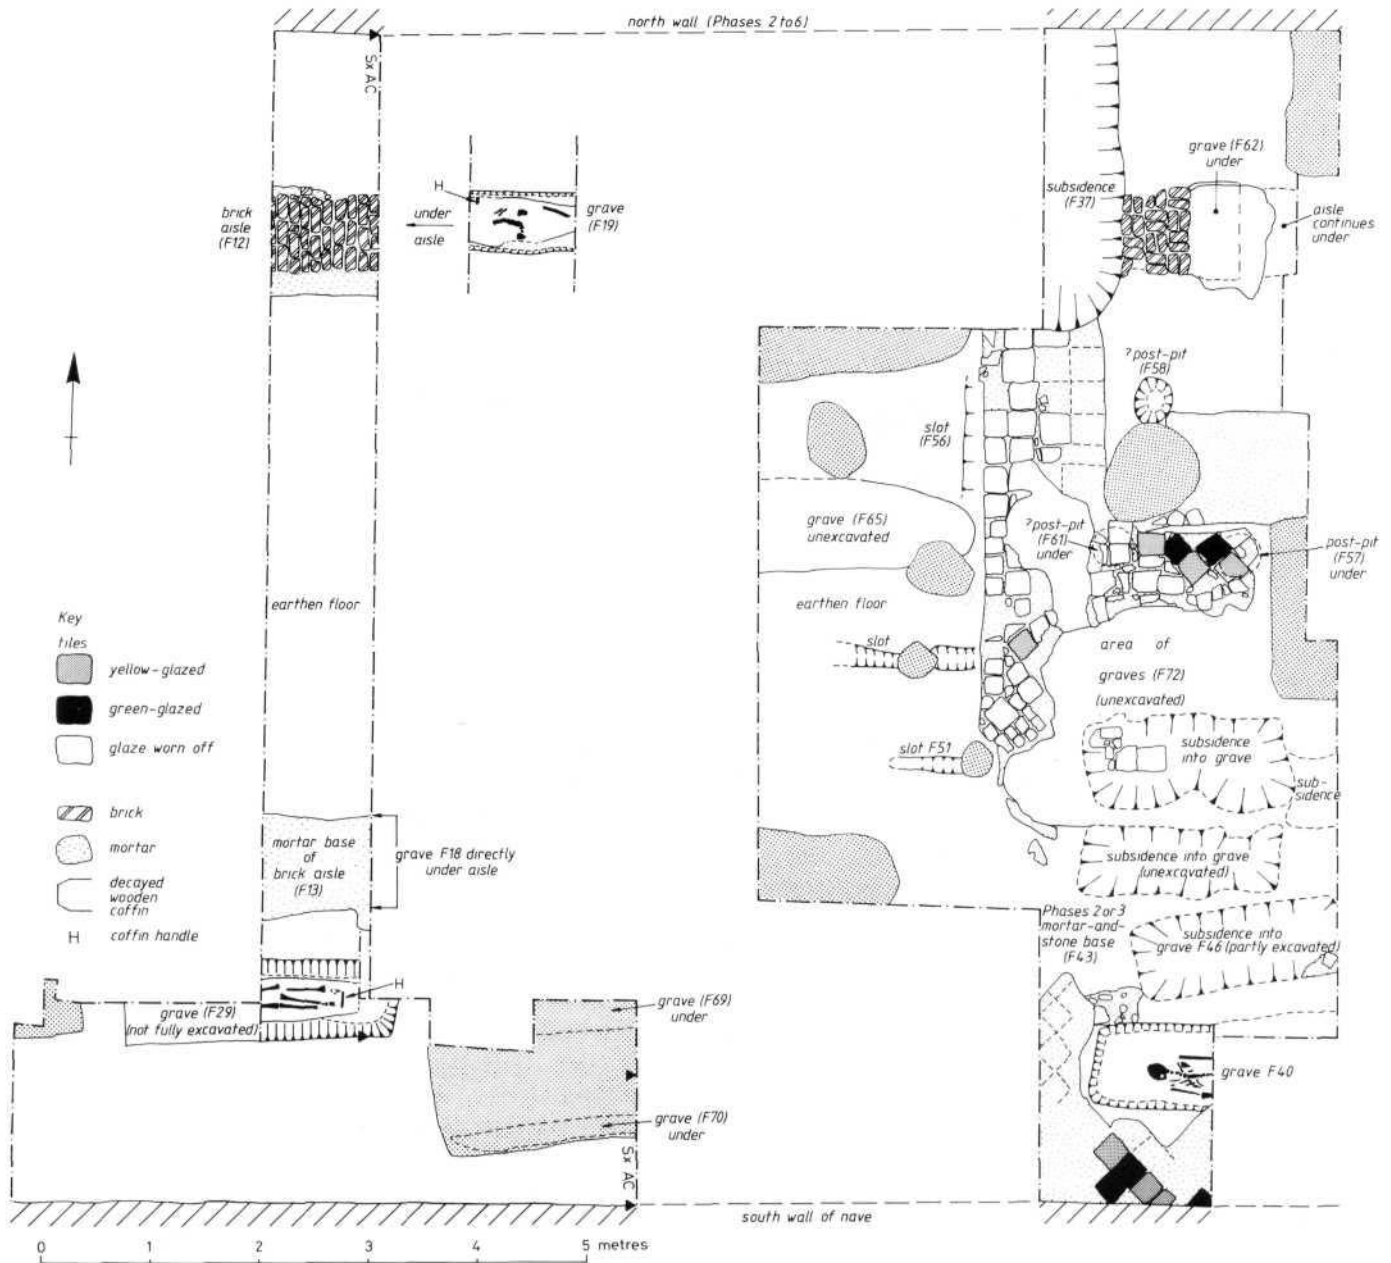 north wall (Phases 2 to 6)
Sx AC
grave (F62)
under
H
subsidence
(F37)
brick
aisle
(F12)
under
aisle
grave
(F19)
aisle
continues
under
?post-pit
(F58)
slot
(F56)
grave (F65)
unexcavated
?post-pit
(F61)
under
post-pit
(F57)
under
earthen floor
earthen floor
Key
tiles
yellow-glazed
green-glazed
glaze worn off
brick
mortar
decayed
wooden
coffin
H coffin handle
slot
area of
graves (F72)
(unexcavated)
slot F51
subsidence
into grave
sub-
sidence
mortar base
of
brick aisle
(F13)
grave F18 directly
under aisle
subsidence into grave
(unexcavated)
Phases 2 or 3
mortar-and-
stone base
(F43)
subsidence into
grave F46 (partly excavated)
H
grave (F29)
(not fully excavated)
grave (F69)
under
grave F40
grave (F70)
under
Sx AC
south wall of nave
0 1 2 3 4 5 metres